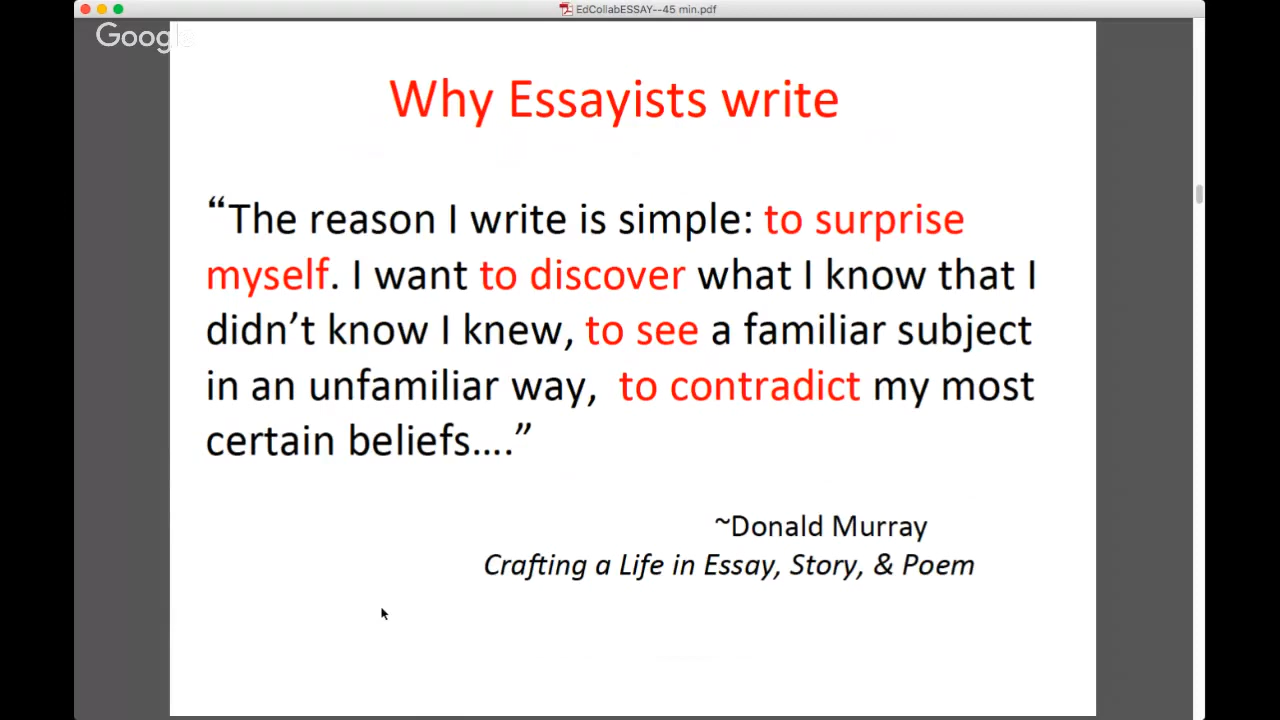 EdCollabESSAY--45 min.pdf
Google
Why Essayists write
“The reason I write is simple: to surprise
myself. I want to discover what I know that I
didn’t know I knew, to see a familiar subject
in an unfamiliar way,  to contradict my most
certain beliefs….”
~Donald Murray
Crafting a Life in Essay, Story, & Poem